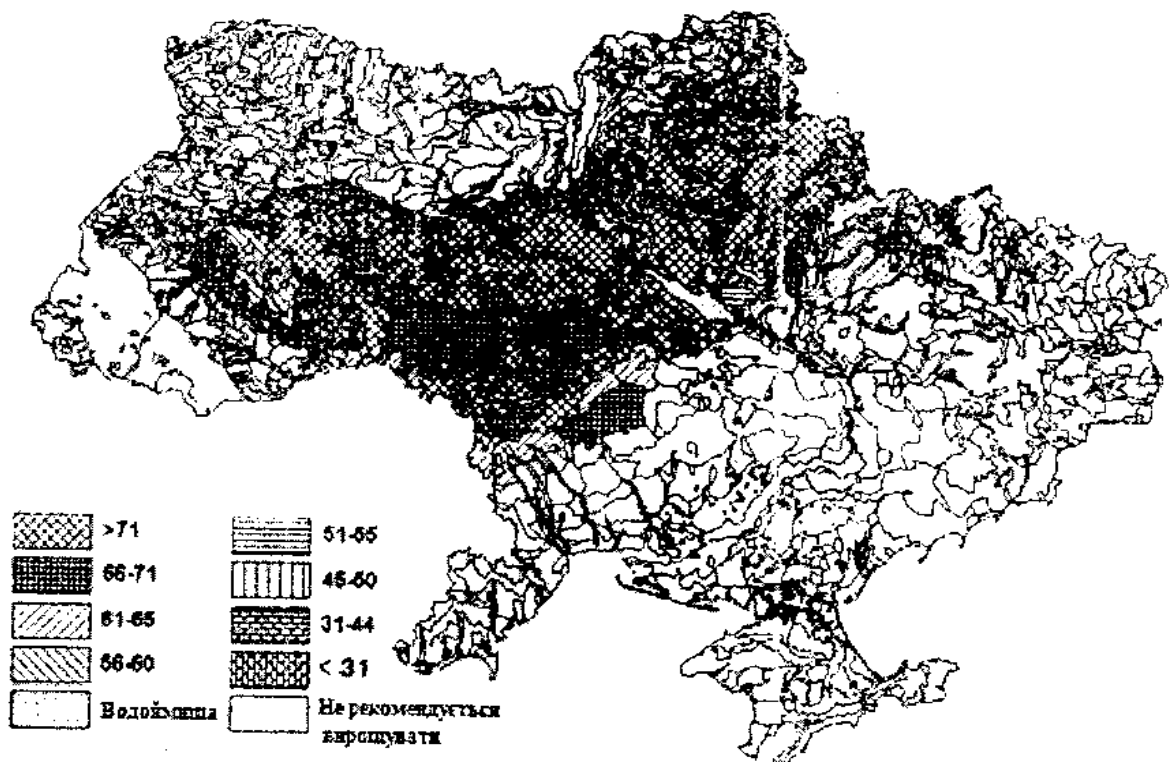 >71
66-71
61-65
56-60
Водоймища
51-55
45-50
31-44
< 31
Не рекомендується
вирощувати